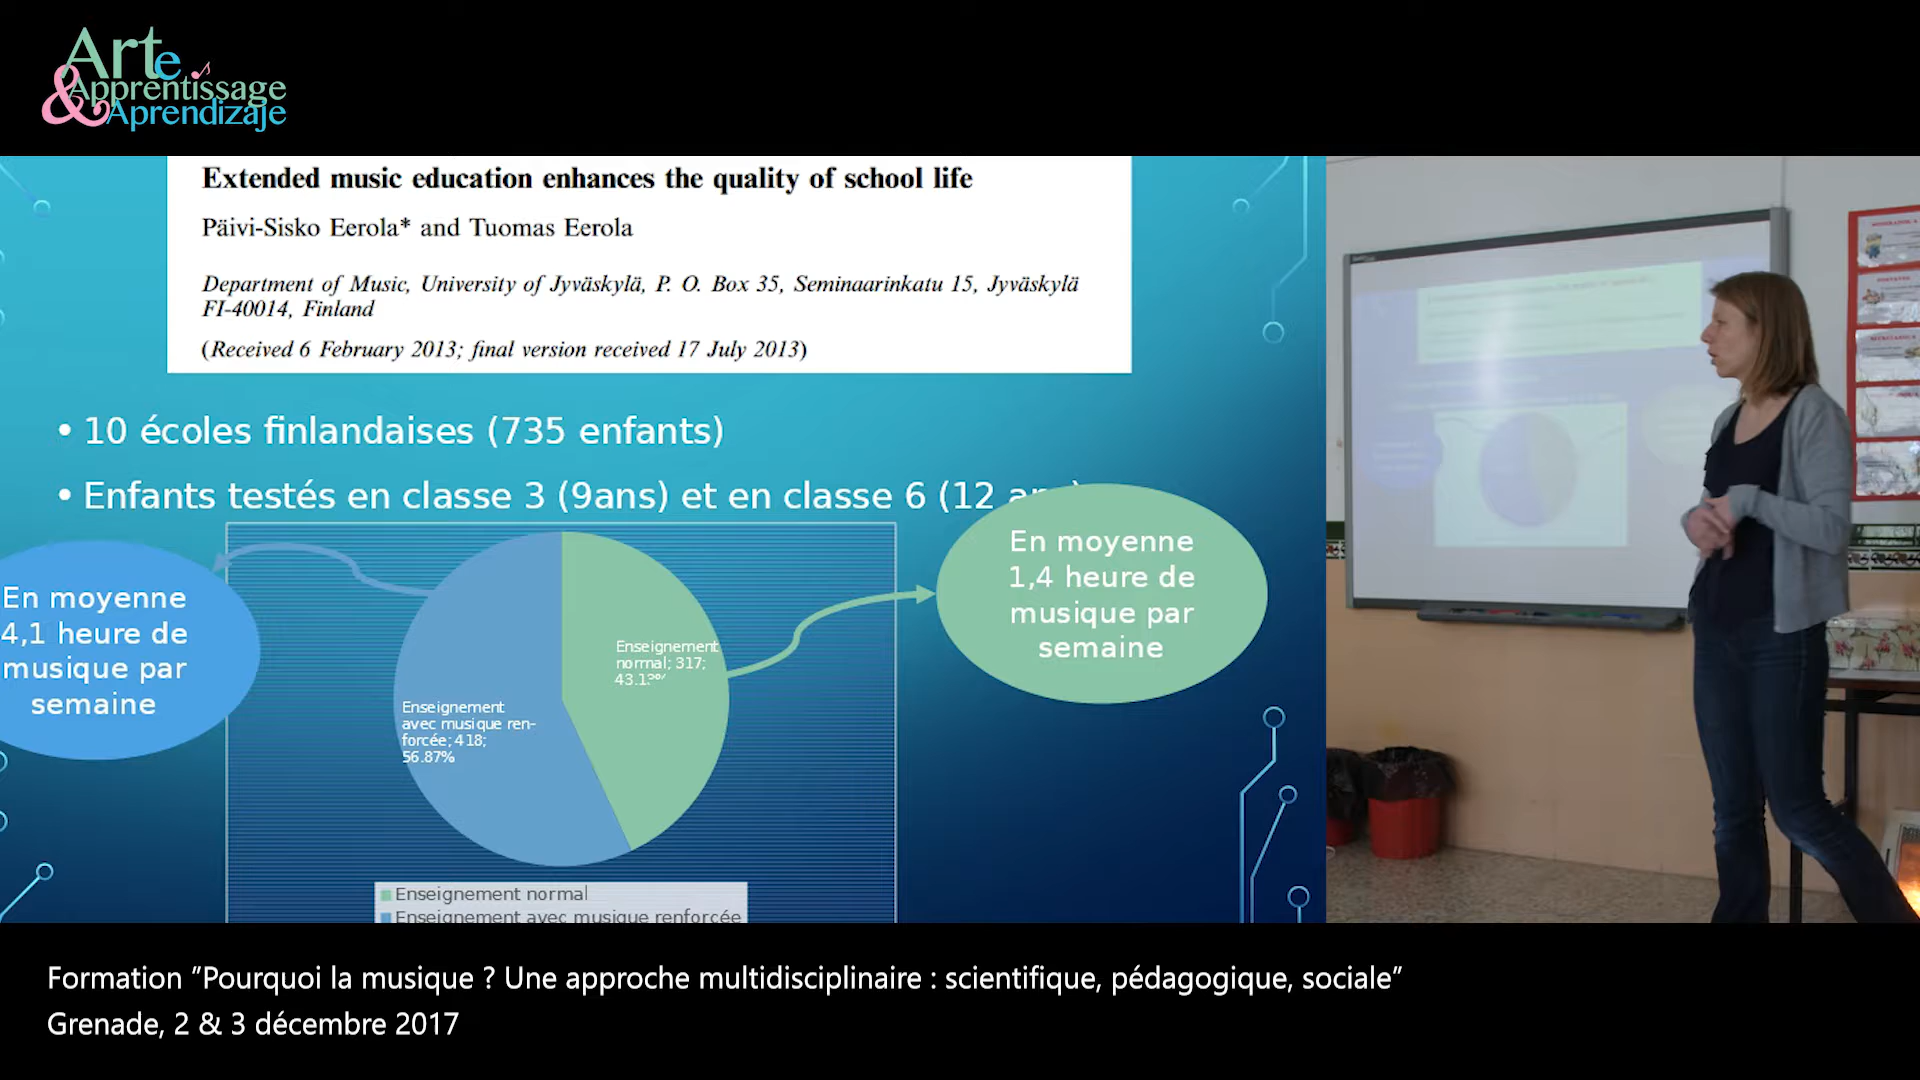 Arte
&Apprentissage
Aprendizaje
Extended music education enhances the quality of school life
Päivi-Sisko Eerola* and Tuomas Eerola
Department of Music, University of Jyväskylä, P. O. Box 35, Seminaarinkatu 15, Jyväskylä
FI-40014, Finland
(Received 6 February 2013; final version received 17 July 2013)
• 10 écoles finlandaises (735 enfants)
• Enfants testés en classe 3 (9ans) et en classe 6 (12
En moyenne
4,1 heure de
musique par
semaine
En moyenne
1,4 heure de
musique par
semaine
Enseignement
normal; 317;
Enseignement
avec musique ren-
forcée; 418;
56.87%
Enseignement normal
Enseignement avec musique renforcée
Formation ”Pourquoi la musique ? Une approche multidisciplinaire : scientifique, pédagogique, sociale”
Grenade, 2 & 3 décembre 2017